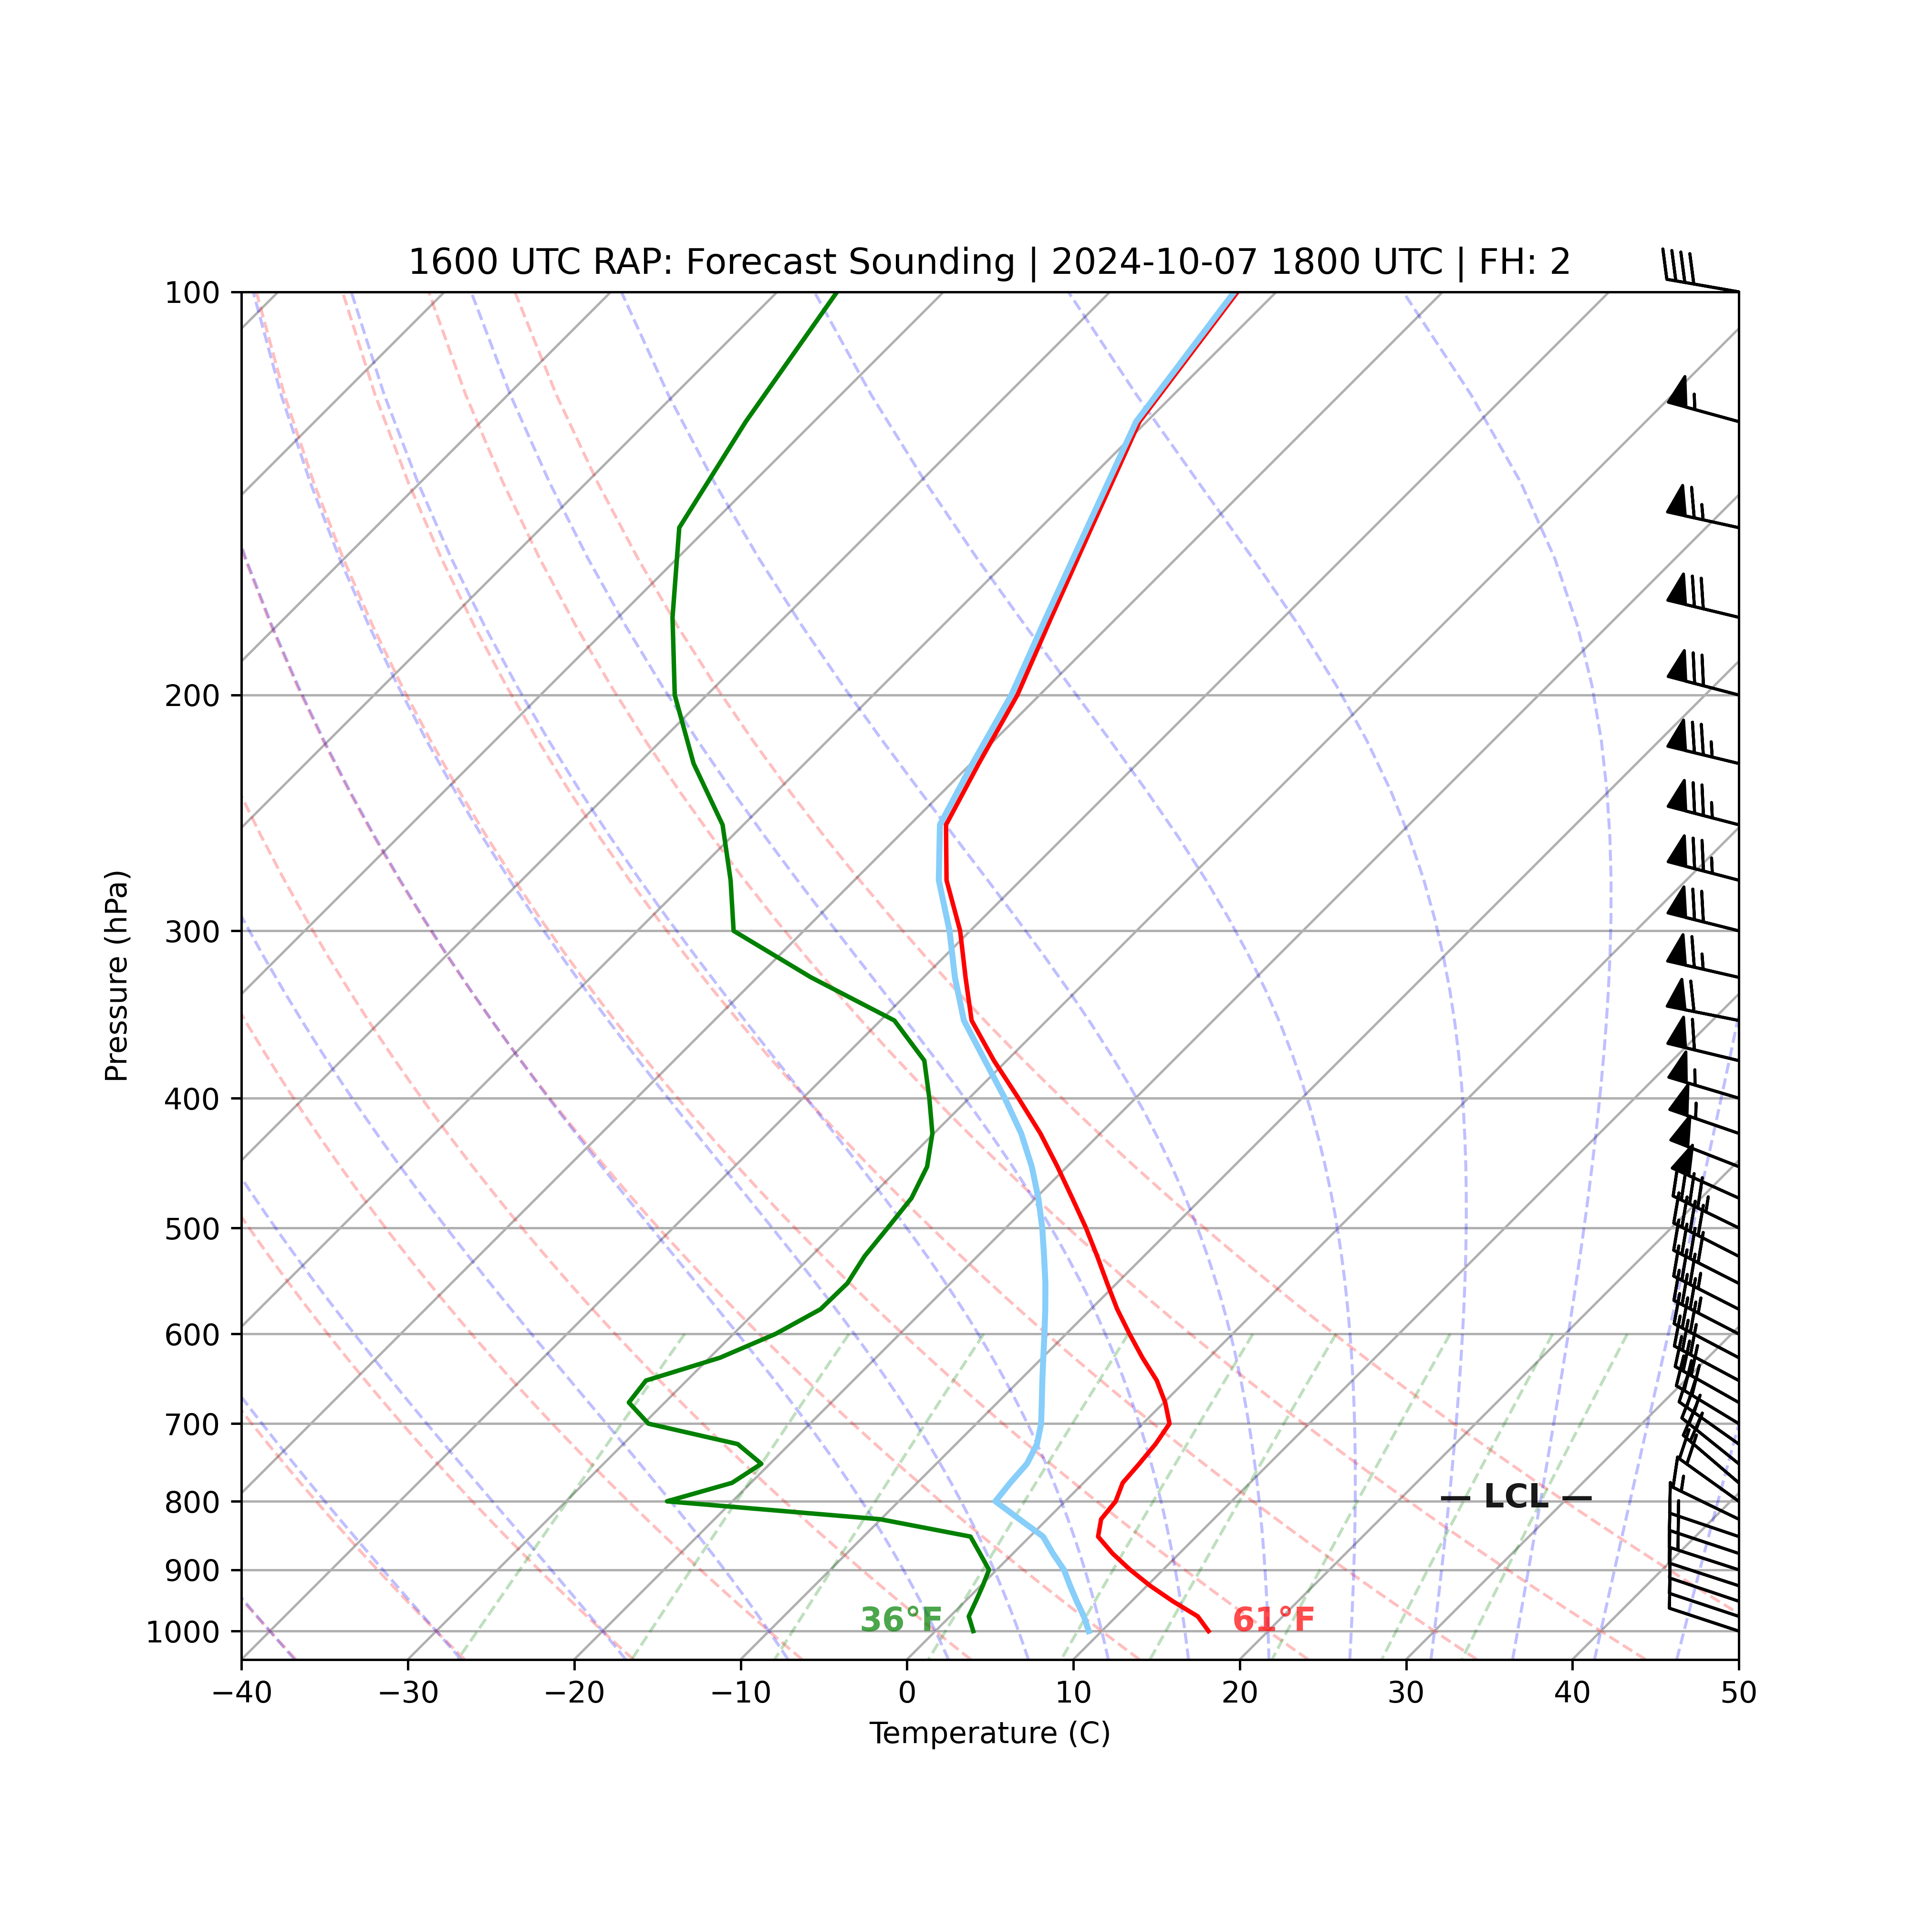 1600 UTC RAP: Forecast Sounding | 2024-10-07 1800 UTC | FH: 2
100
200
300
400
500
600
700
800
900
1000
Pressure (hPa)
— LCL —
36°F
61°F
−40 −30 −20 −10 0 10 20 30 40 50
Temperature (C)